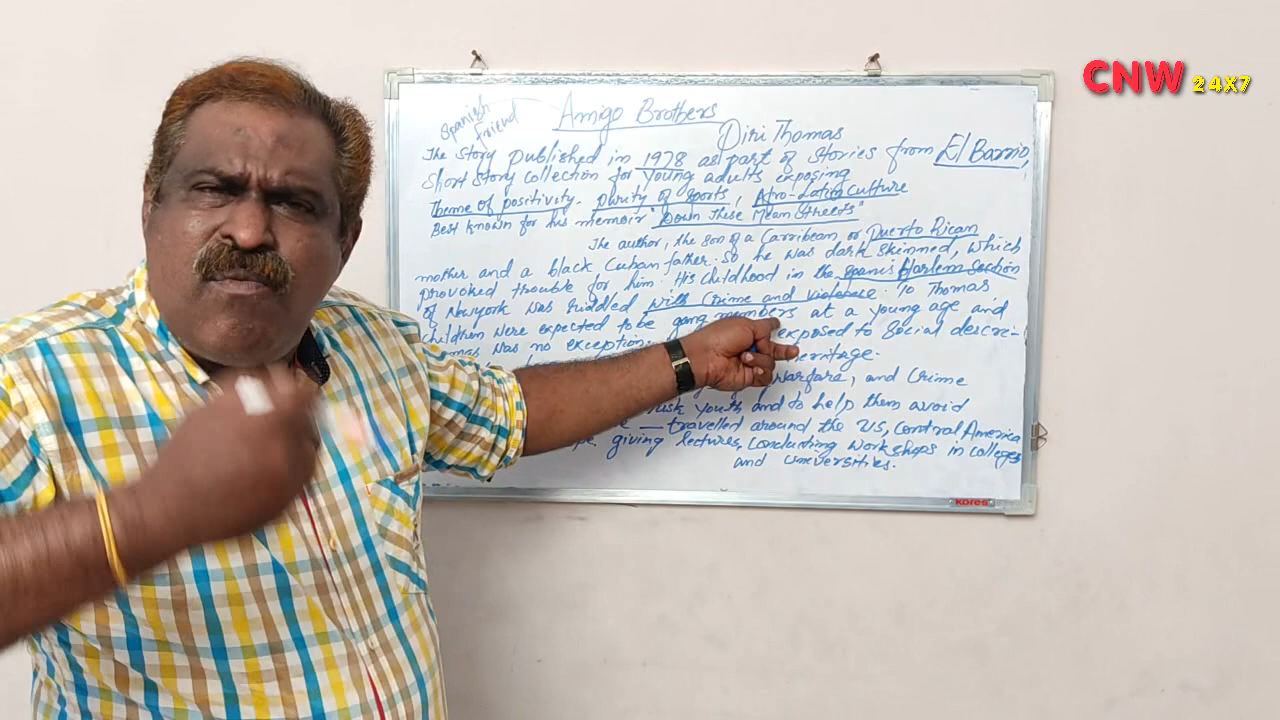 CNW 24X7
Spanish
friend
Amigo Brothers
Diri Thomas
The story published in 1978 as part of stories from El Barrio,
short story collection for young adults exposing
Theme of positivity. purity of sports, Afro-Latin culture
Best known for his memoir "Down These Mean Streets"
The author, the son of a Carribean or Puerto Rican
mother and a black Cuban father. so he was dark skinned, which
provoked trouble for him. His childhood in the spanis Harlem section
of Newyork was riddled with crime and violence. To Thomas
children were expected to be gang members at a young age and
was no exception. exposed to social descre-
heritage.
warfare, and crime
risk youth and to help them avoid
travelled around the US, Central America
giving lectures, conducting workshops in colleges
and universities.
KORES